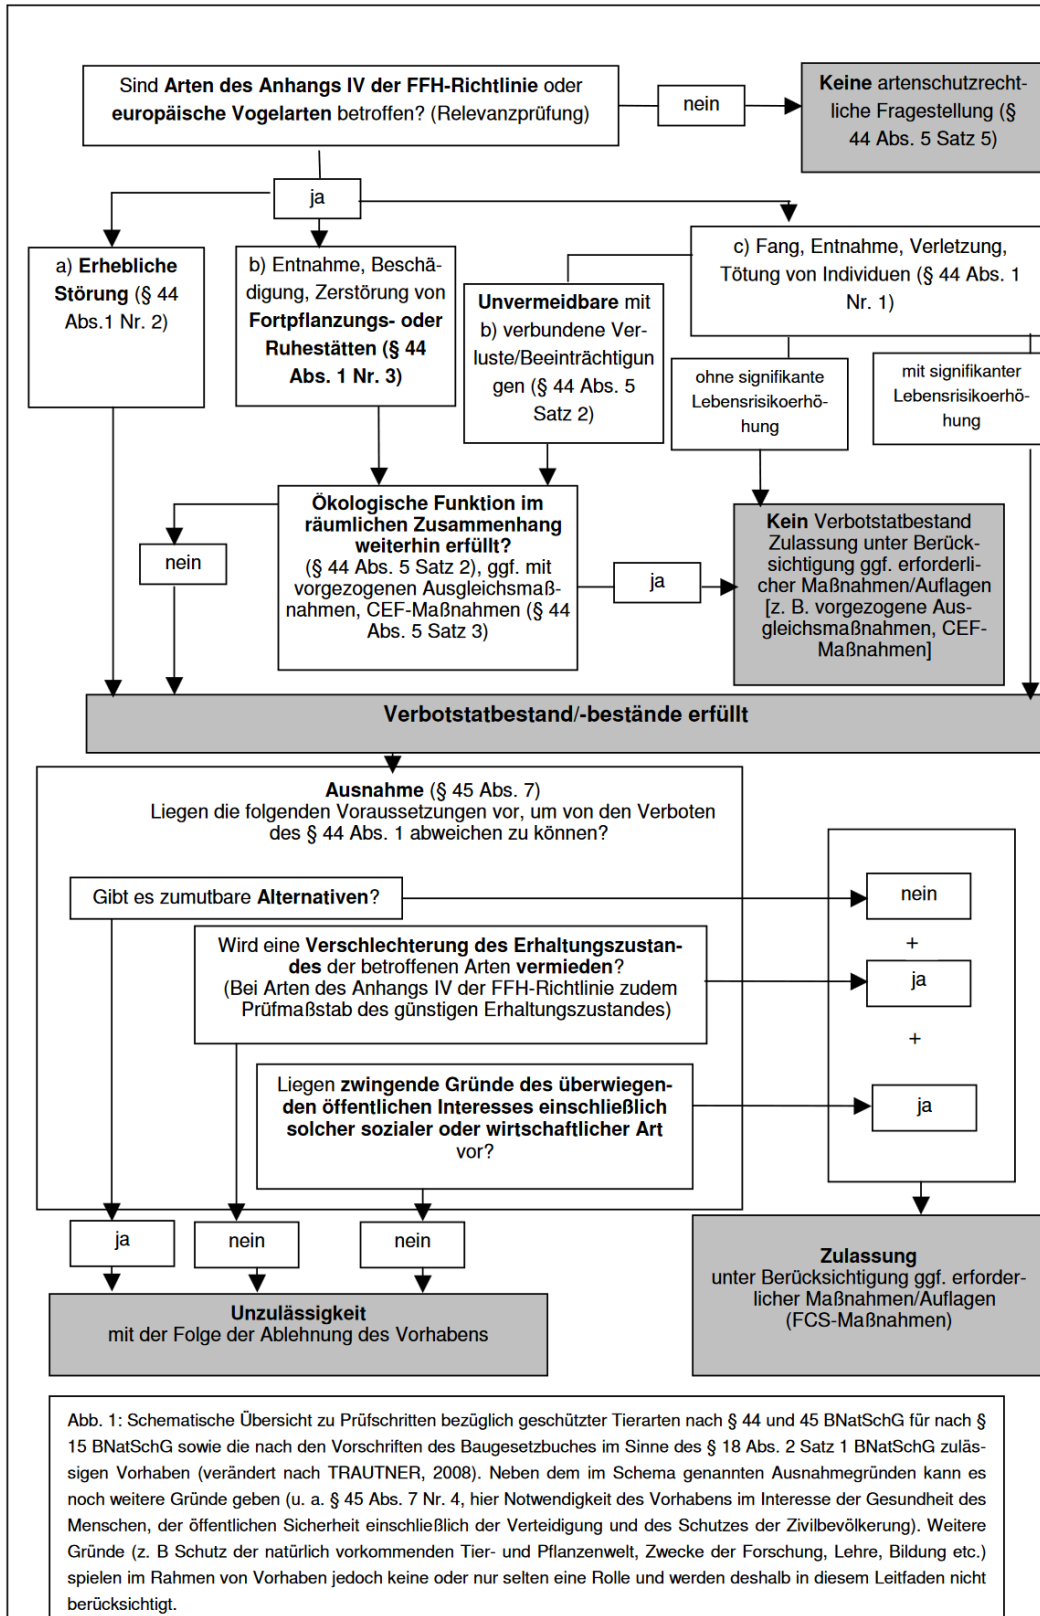 Sind Arten des Anhangs IV der FFH-Richtlinie oder
europäische Vogelarten betroffen? (Relevanzprüfung)
nein
Keine artenschutzrecht-
liche Fragestellung (§
44 Abs. 5 Satz 5)
ja
a) Erhebliche
Störung (§ 44
Abs.1 Nr. 2)
b) Entnahme, Beschä-
digung, Zerstörung von
Fortpflanzungs- oder
Ruhestätten (§ 44
Abs. 1 Nr. 3)
Unvermeidbare mit
b) verbundene Ver-
luste/Beeinträchtigun
gen (§ 44 Abs. 5
Satz 2)
c) Fang, Entnahme, Verletzung,
Tötung von Individuen (§ 44 Abs. 1
Nr. 1)
ohne signifikante
Lebensrisikoerhö-
hung
mit signifikanter
Lebensrisikoerhö-
hung
Ökologische Funktion im
räumlichen Zusammenhang
weiterhin erfüllt?
(§ 44 Abs. 5 Satz 2), ggf. mit
vorgezogenen Ausgleichsmaß-
nahmen, CEF-Maßnahmen (§ 44
Abs. 5 Satz 3)
nein
ja
Kein Verbotstatbestand
Zulassung unter Berück-
sichtigung ggf. erforderli-
cher Maßnahmen/Auflagen
[z. B. vorgezogene Aus-
gleichsmaßnahmen, CEF-
Maßnahmen]
Verbotstatbestand/-bestände erfüllt
Ausnahme (§ 45 Abs. 7)
Liegen die folgenden Voraussetzungen vor, um von den Verboten
des § 44 Abs. 1 abweichen zu können?
Gibt es zumutbare Alternativen?
nein
+
Wird eine Verschlechterung des Erhaltungszustan-
des der betroffenen Arten vermieden?
(Bei Arten des Anhangs IV der FFH-Richtlinie zudem
Prüfmaßstab des günstigen Erhaltungszustandes)
ja
+
Liegen zwingende Gründe des überwiegen-
den öffentlichen Interesses einschließlich
solcher sozialer oder wirtschaftlicher Art
vor?
ja
ja
nein
nein
Unzulässigkeit
mit der Folge der Ablehnung des Vorhabens
Zulassung
unter Berücksichtigung ggf. erforder-
licher Maßnahmen/Auflagen
(FCS-Maßnahmen)
Abb. 1: Schematische Übersicht zu Prüfschritten bezüglich geschützter Tierarten nach § 44 und 45 BNatSchG für nach §
15 BNatSchG sowie die nach den Vorschriften des Baugesetzbuches im Sinne des § 18 Abs. 2 Satz 1 BNatSchG zuläs-
sigen Vorhaben (verändert nach TRAUTNER, 2008). Neben dem im Schema genannten Ausnahmegründen kann es
noch weitere Gründe geben (u. a. § 45 Abs. 7 Nr. 4, hier Notwendigkeit des Vorhabens im Interesse der Gesundheit des
Menschen, der öffentlichen Sicherheit einschließlich der Verteidigung und des Schutzes der Zivilbevölkerung). Weitere
Gründe (z. B Schutz der natürlich vorkommenden Tier- und Pflanzenwelt, Zwecke der Forschung, Lehre, Bildung etc.)
spielen im Rahmen von Vorhaben jedoch keine oder nur selten eine Rolle und werden deshalb in diesem Leitfaden nicht
berücksichtigt.